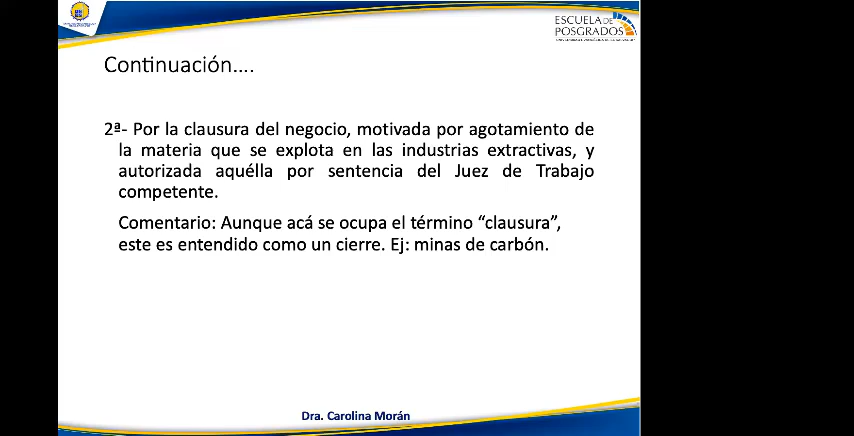 ESCUELA DE
POSGRADOS
Continuación....
2ª- Por la clausura del negocio, motivada por agotamiento de
la materia que se explota en las industrias extractivas, y
autorizada aquélla por sentencia del Juez de Trabajo
competente.
Comentario: Aunque acá se ocupa el término “clausura”,
este es entendido como un cierre. Ej: minas de carbón.
Dra. Carolina Morán